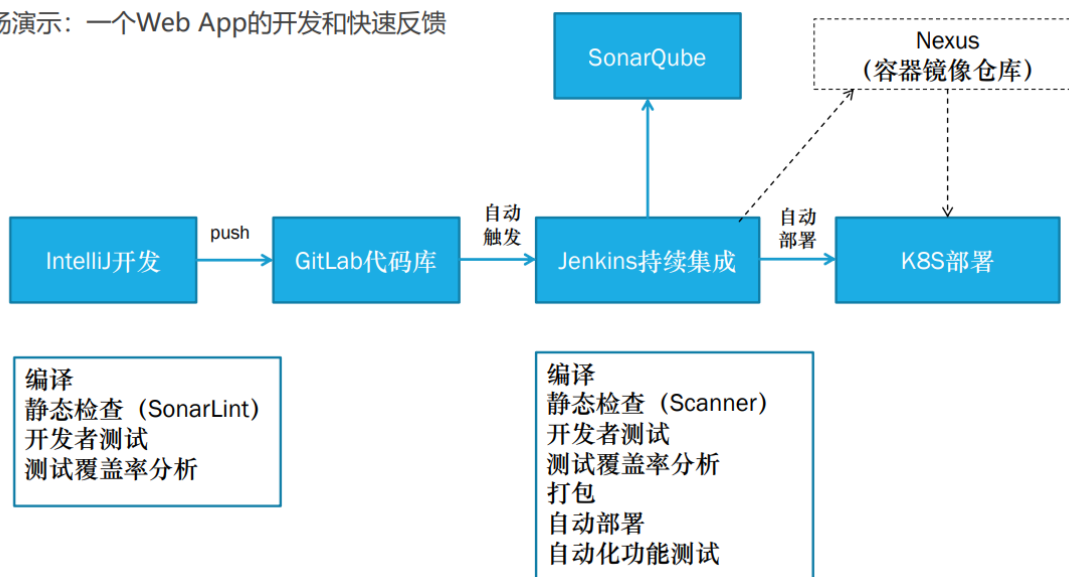 场演示：一个Web App的开发和快速反馈
SonarQube
Nexus
（容器镜像仓库）
IntelliJ开发
push
GitLab代码库
自动
触发
Jenkins持续集成
自动
部署
K8S部署
编译
静态检查（SonarLint）
开发者测试
测试覆盖率分析
编译
静态检查（Scanner）
开发者测试
测试覆盖率分析
打包
自动部署
自动化功能测试